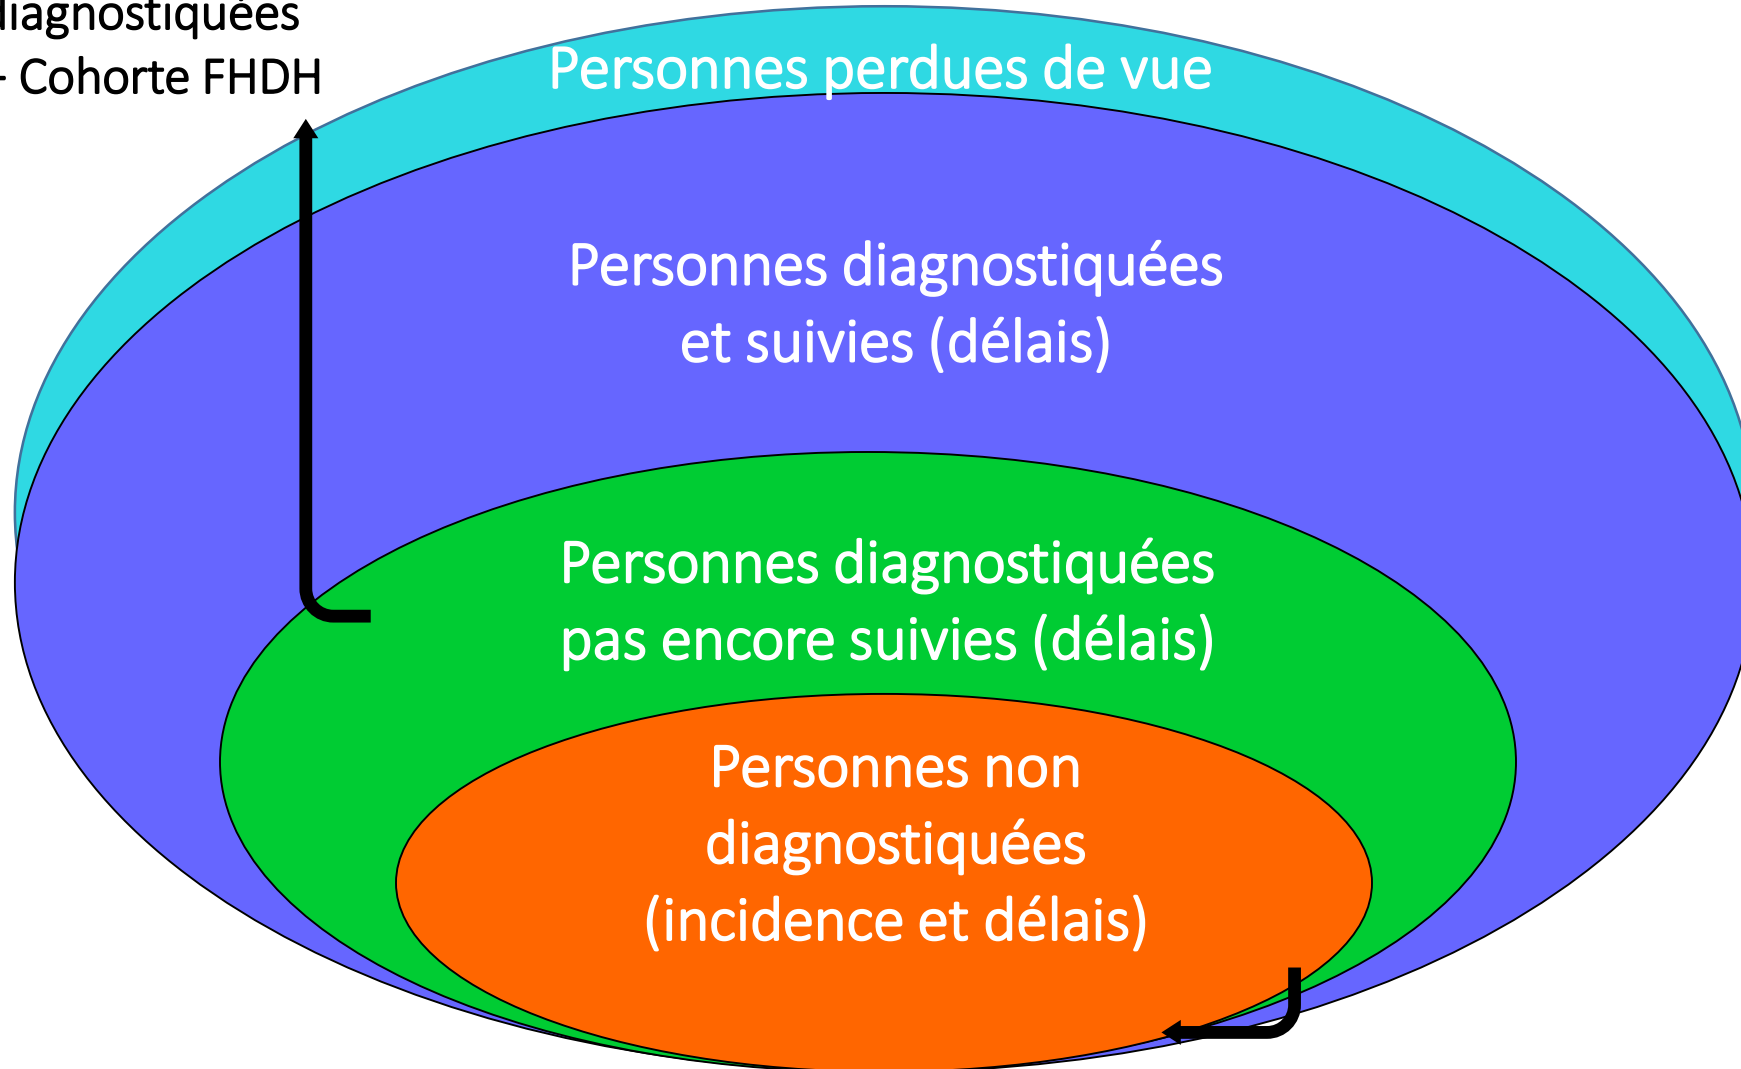 diagnostiquées
- Cohorte FHDH
Personnes perdues de vue
Personnes diagnostiquées
et suivies (délais)
Personnes diagnostiquées
pas encore suivies (délais)
Personnes non
diagnostiquées
(incidence et délais)